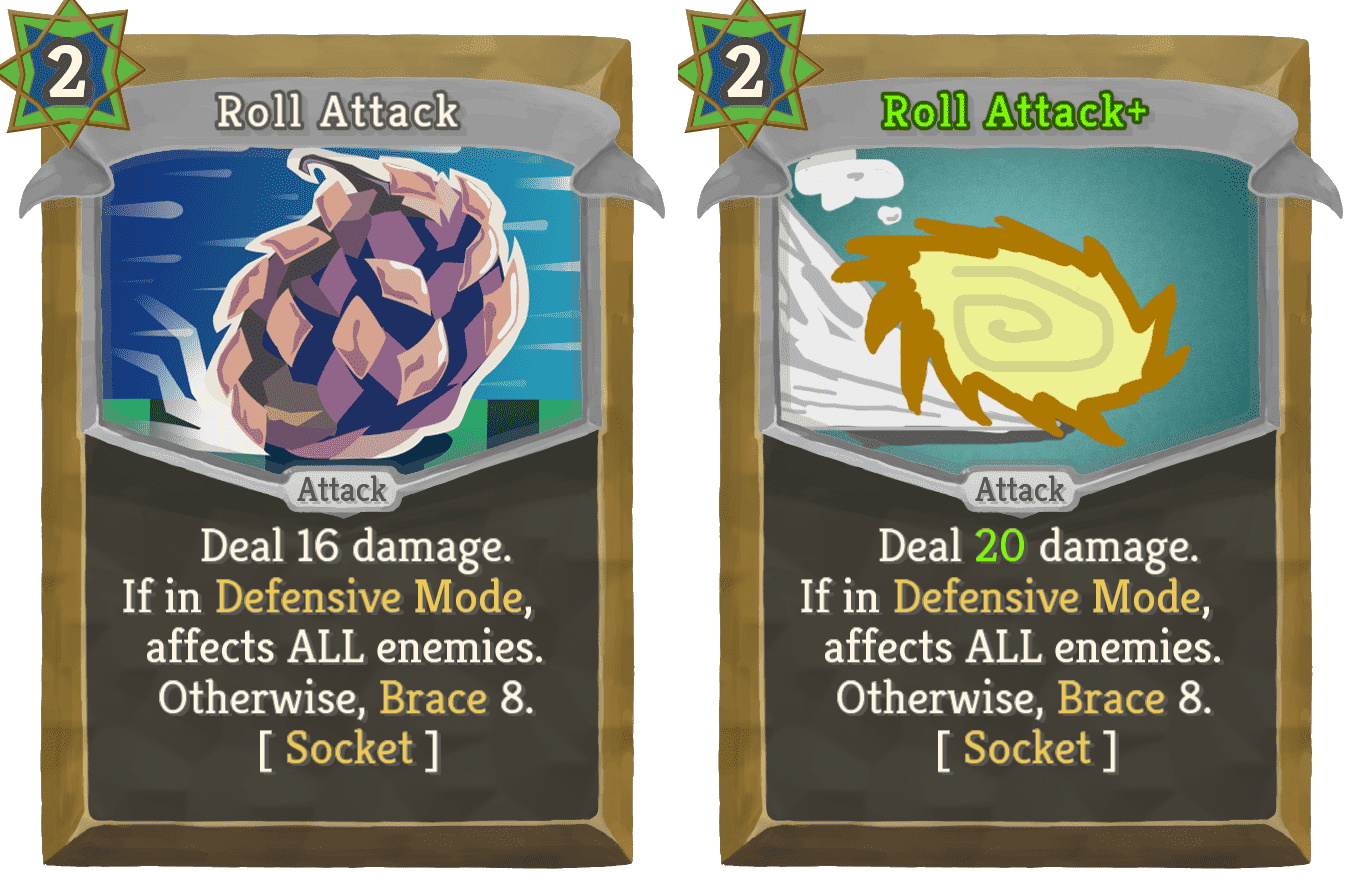 2
Roll Attack
Attack
Deal 16 damage.
If in Defensive Mode,
affects ALL enemies.
Otherwise, Brace 8.
[ Socket ]
2
Roll Attack+
Attack
Deal 20 damage.
If in Defensive Mode,
affects ALL enemies.
Otherwise, Brace 8.
[ Socket ]